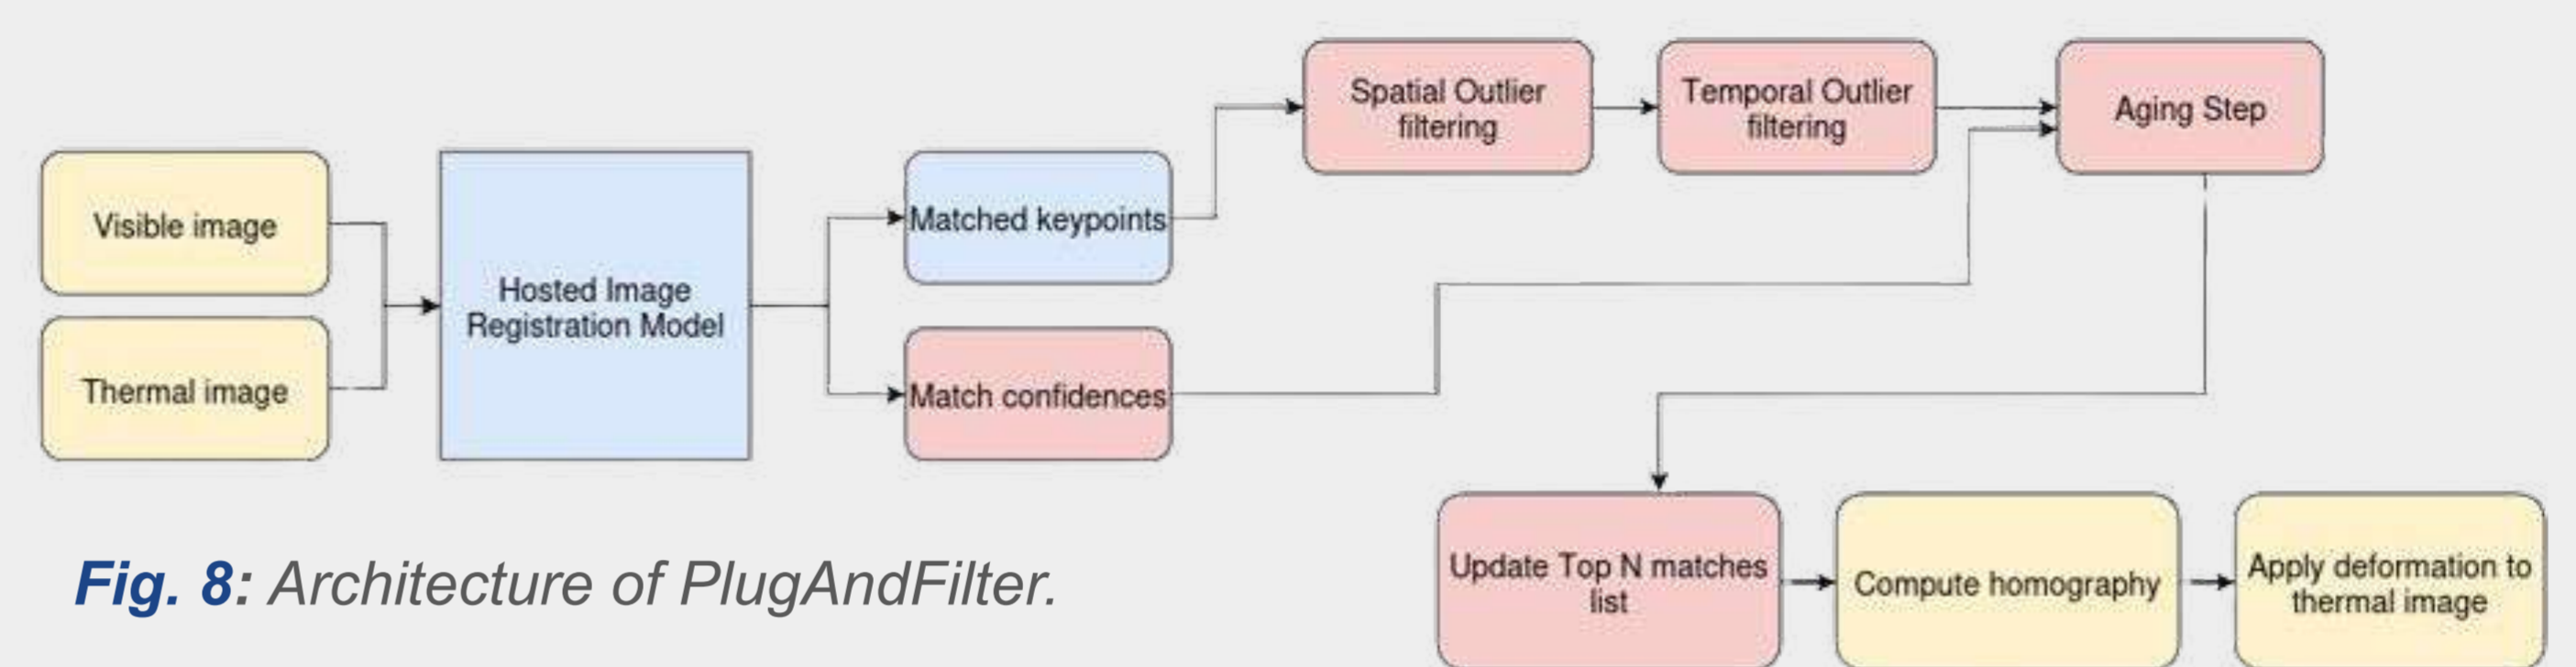 Spatial Outlier
filtering
Temporal Outlier
filtering
Aging Step
Visible image
Thermal image
Hosted Image
Registration Model
Matched keypoints
Match confidences
Update Top N matches
list
Compute homography
Apply deformation to
thermal image
Fig. 8: Architecture of PlugAndFilter.